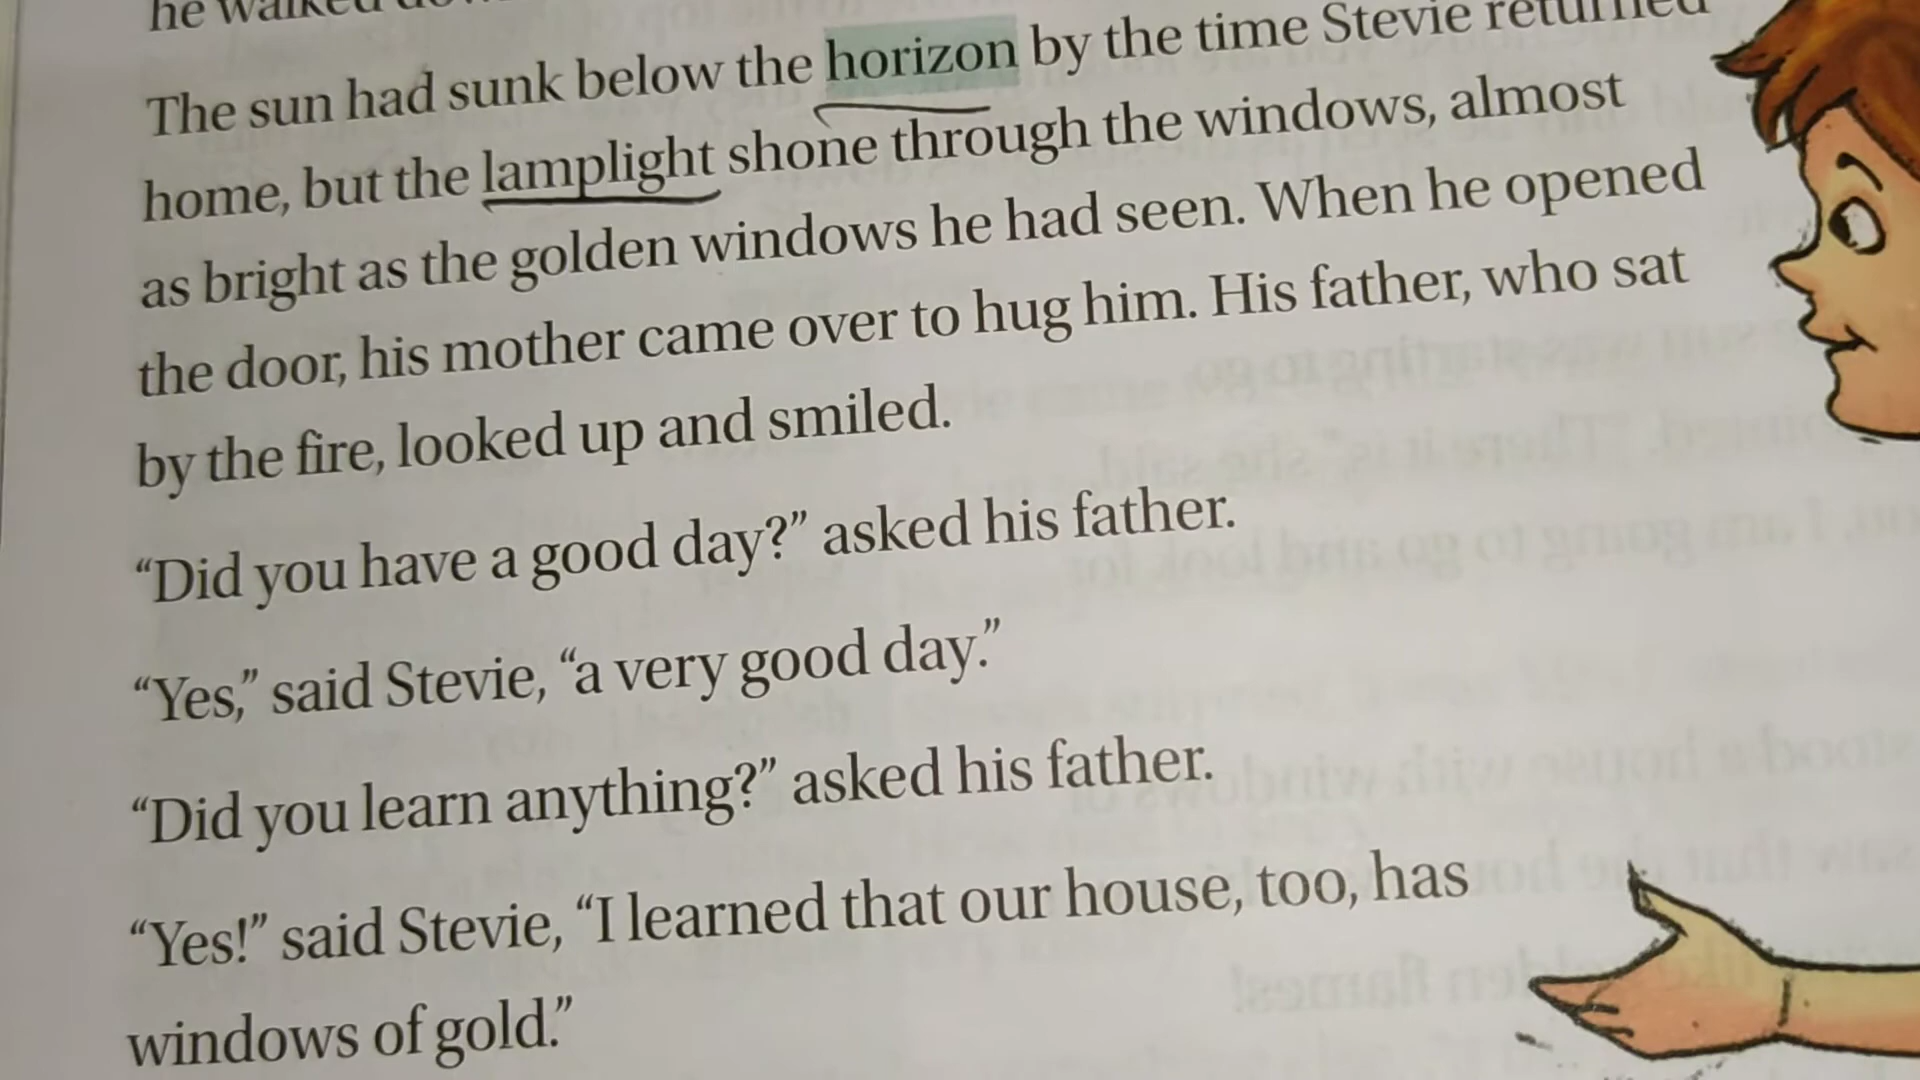 he walked
The sun had sunk below the horizon by the time Stevie returned
home, but the lamplight shone through the windows, almost
as bright as the golden windows he had seen. When he opened
the door, his mother came over to hug him. His father, who sat
by the fire, looked up and smiled.
“Did you have a good day?” asked his father.
“Yes,” said Stevie, “a very good day.”
“Did you learn anything?” asked his father.
“Yes!” said Stevie, “I learned that our house, too, has
windows of gold.”